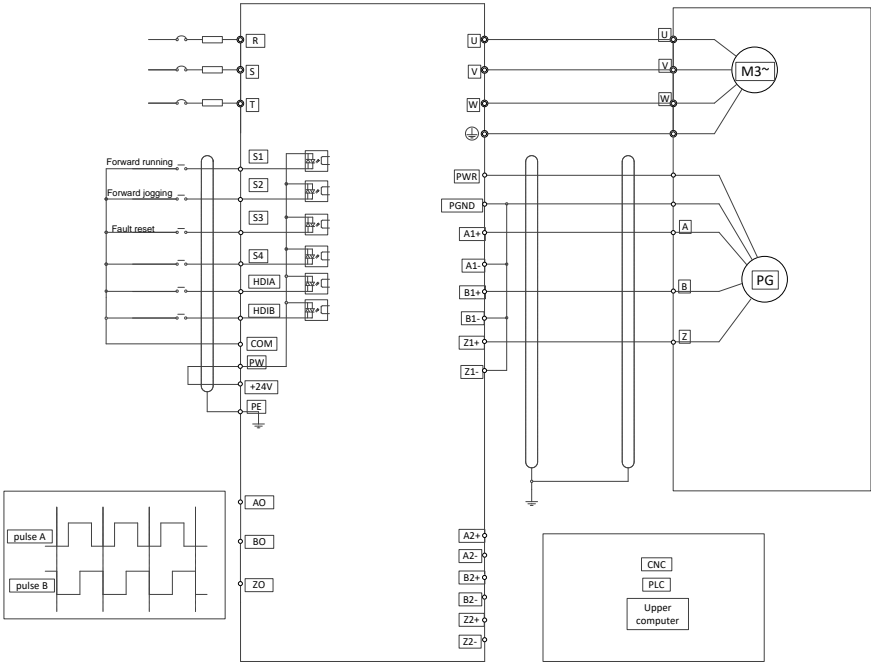 R
S
T
U
V
W
U
V
W
M3~
Forward running
S1
Forward jogging
S2
Fault reset
S3
S4
HDIA
HDIB
COM
PW
+24V
PE
PWR
PGND
A1+
A1-
B1+
B1-
Z1+
Z1-
A
B
Z
PG
pulse A
pulse B
AO
BO
ZO
A2+
A2-
B2+
B2-
Z2+
Z2-
CNC
PLC
Upper
computer